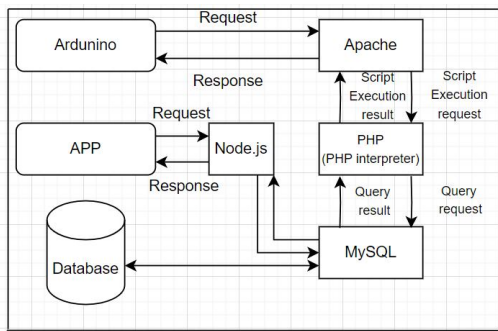 Request
Ardunino
Apache
Response
Script
Execution
result
Script
Execution
request
Request
APP
Node.js
PHP
(PHP interpreter)
Response
Query
result
Query
request
MySQL
Database